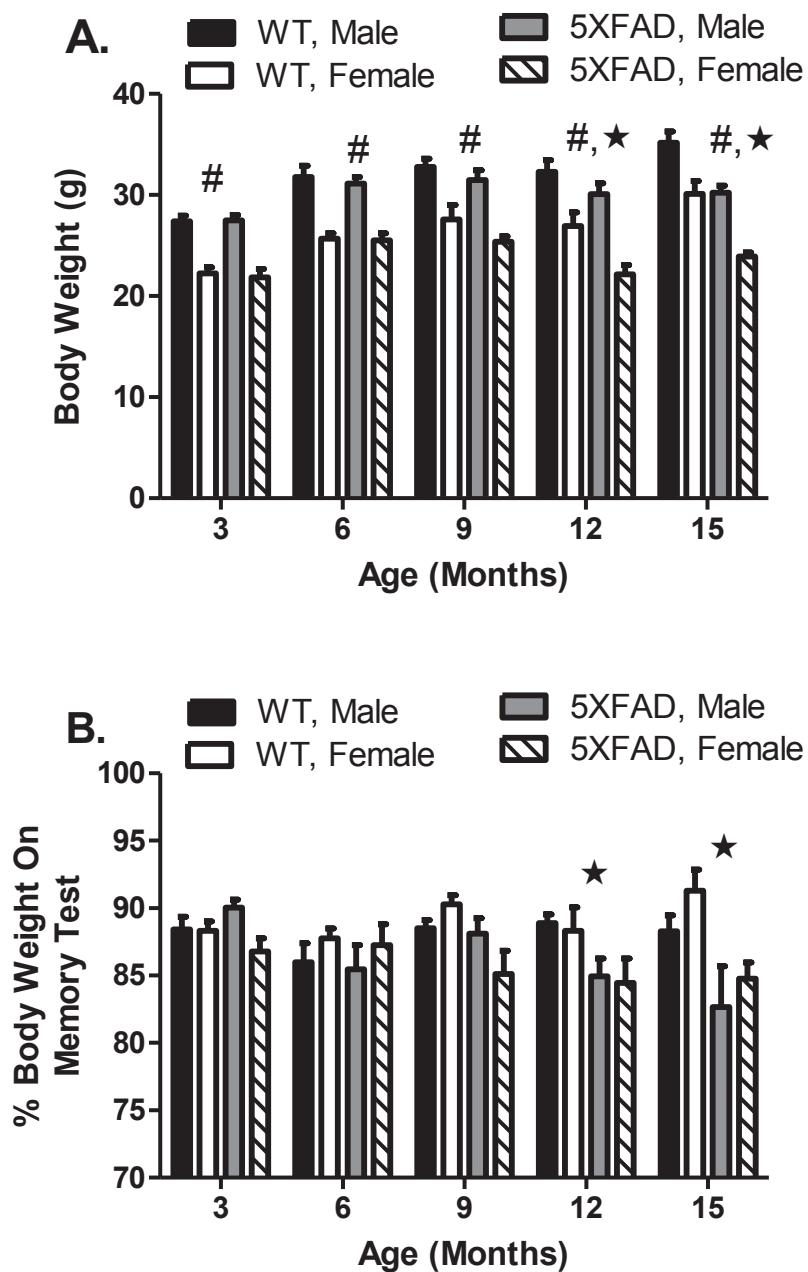 A.
WT, Male 5XFAD, Male
WT, Female 5XFAD, Female
Body Weight (g)
40
30
20
10
0
# # # #, ★ #, ★
3 6 9 12 15
Age (Months)
B.
WT, Male 5XFAD, Male
WT, Female 5XFAD, Female
% Body Weight On
Memory Test
100
95
90
85
80
75
70
★ ★
3 6 9 12 15
Age (Months)